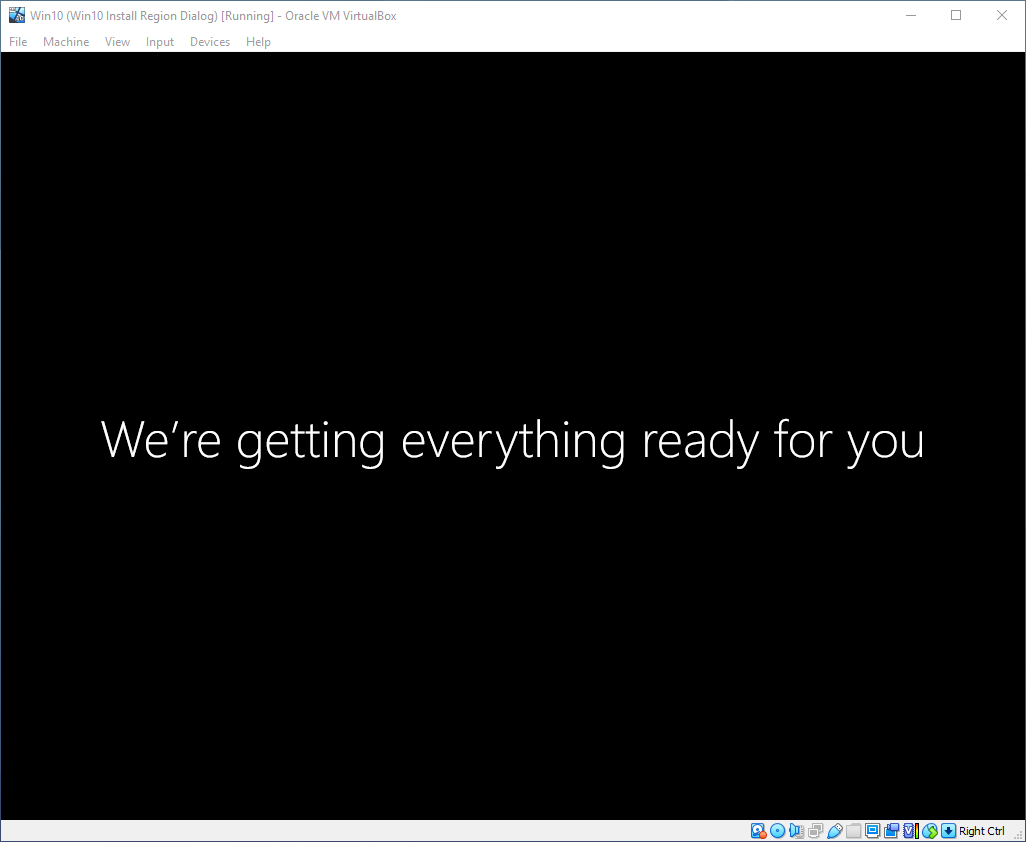 Win10 (Win10 Install Region Dialog) [Running] - Oracle VM VirtualBox
File Machine View Input Devices Help
We’re getting everything ready for you
Right Ctrl